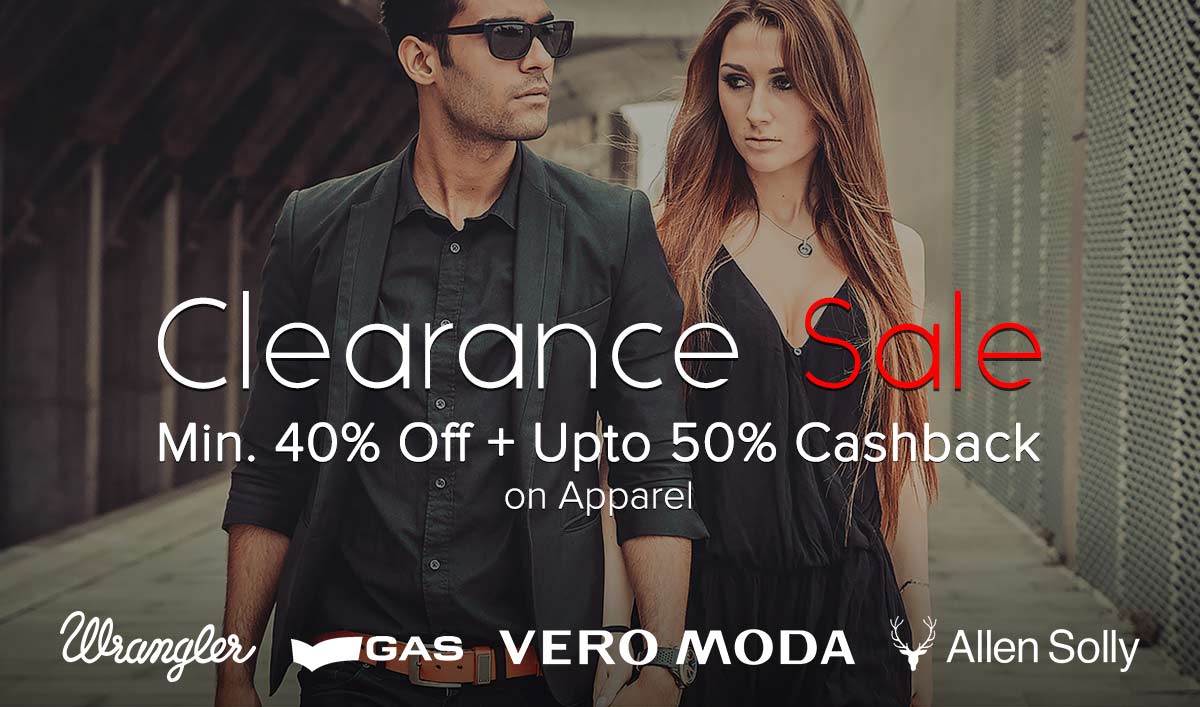 Clearance Sale
Min. 40% Off + Upto 50% Cashback
on Apparel
Wrangler GAS VERO MODA Allen Solly